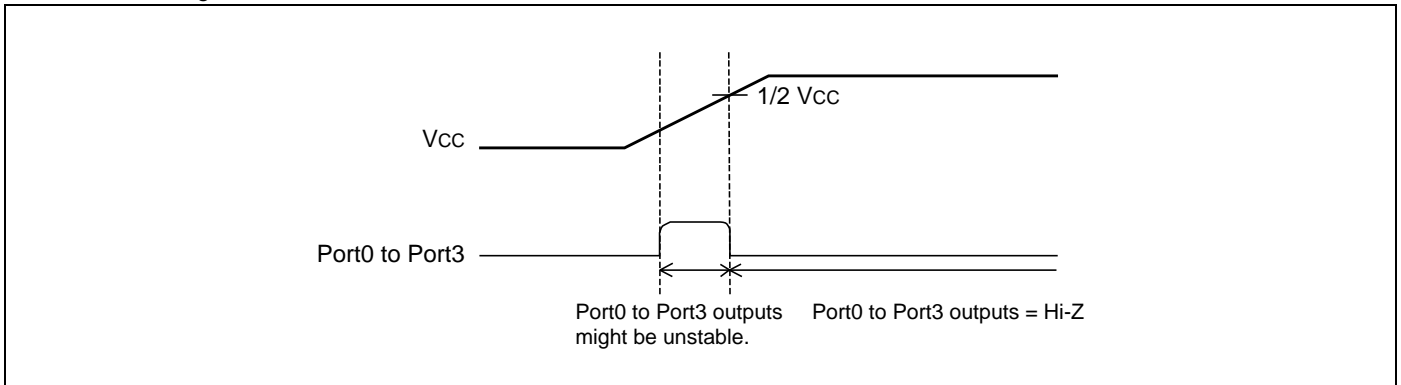 1/2 VCC
VCC
Port0 to Port3
Port0 to Port3 outputs
might be unstable.
Port0 to Port3 outputs = Hi-Z